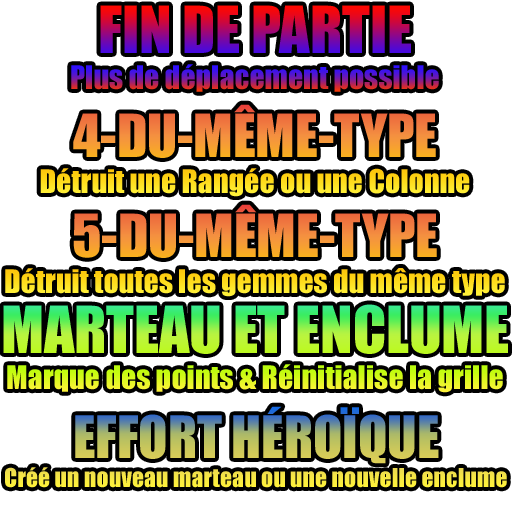 FIN DE PARTIE
Plus de déplacement possible
4-DU-MÊME-TYPE
Détruit une Rangée ou une Colonne
5-DU-MÊME-TYPE
Détruit toutes les gemmes du même type
MARTEAU ET ENCLUME
Marque des points & Réinitialise la grille
EFFORT HÉROÏQUE
Créé un nouveau marteau ou une nouvelle enclume